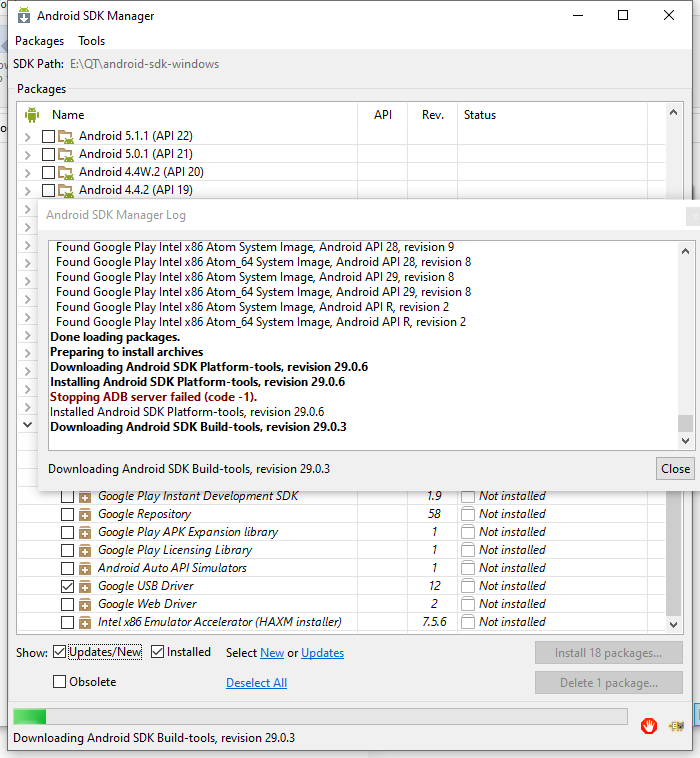 Android SDK Manager
Packages Tools
SDK Path: E:\QT\android-sdk-windows
Packages
Name API Rev. Status
Android 5.1.1 (API 22)
Android 5.0.1 (API 21)
Android 4.4W.2 (API 20)
Android 4.4.2 (API 19)
Android SDK Manager Log
Found Google Play Intel x86 Atom System Image, Android API 28, revision 9
Found Google Play Intel x86 Atom_64 System Image, Android API 28, revision 8
Found Google Play Intel x86 Atom System Image, Android API 29, revision 8
Found Google Play Intel x86 Atom_64 System Image, Android API 29, revision 8
Found Google Play Intel x86 Atom System Image, Android API R, revision 2
Found Google Play Intel x86 Atom_64 System Image, Android API R, revision 2
Done loading packages.
Preparing to install archives
Downloading Android SDK Platform-tools, revision 29.0.6
Installing Android SDK Platform-tools, revision 29.0.6
Stopping ADB server failed (code -1).
Installed Android SDK Platform-tools, revision 29.0.6
Downloading Android SDK Build-tools, revision 29.0.3
Downloading Android SDK Build-tools, revision 29.0.3
Close
Google Play Instant Development SDK 1.9 Not installed
Google Repository 58 Not installed
Google Play APK Expansion library 1 Not installed
Google Play Licensing Library 1 Not installed
Android Auto API Simulators 1 Not installed
Google USB Driver 12 Not installed
Google Web Driver 2 Not installed
Intel x86 Emulator Accelerator (HAXM installer) 7.5.6 Not installed
Show: Updates/New Installed Select New or Updates Install 18 packages...
Obsolete Deselect All Delete 1 package...
Downloading Android SDK Build-tools, revision 29.0.3